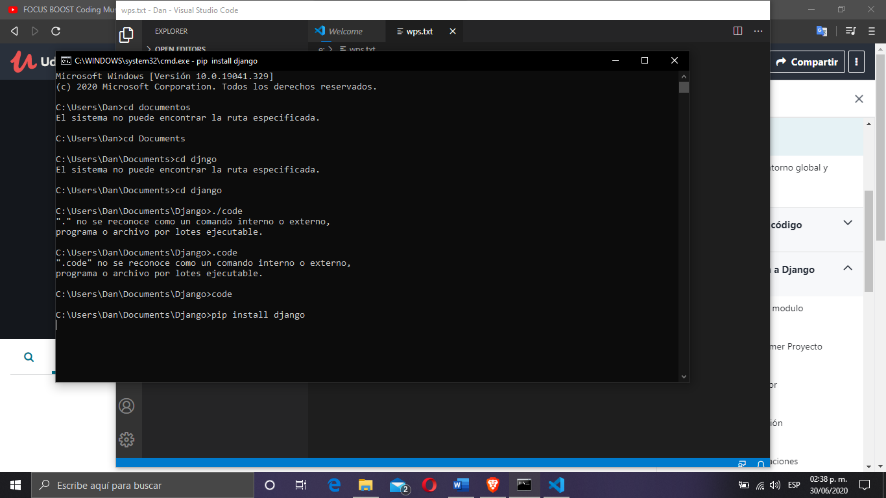 FOCUS BOOST Coding Mu
wps.txt - Dan - Visual Studio Code
EXPLORER
Welcome
wps.txt
OPEN EDITORS
wps.txt
Compartir
C:\WINDOWS\system32\cmd.exe - pip install django
Microsoft Windows [Versión 10.0.19041.329]
(c) 2020 Microsoft Corporation. Todos los derechos reservados.
C:\Users\Dan>cd documentos
El sistema no puede encontrar la ruta especificada.
C:\Users\Dan>cd Documents
C:\Users\Dan\Documents>cd djngo
El sistema no puede encontrar la ruta especificada.
C:\Users\Dan\Documents>cd django
C:\Users\Dan\Documents\Django>./code
"." no se reconoce como un comando interno o externo,
programa o archivo por lotes ejecutable.
C:\Users\Dan\Documents\Django>.code
".code" no se reconoce como un comando interno o externo,
programa o archivo por lotes ejecutable.
C:\Users\Dan\Documents\Django>code
C:\Users\Dan\Documents\Django>pip install django
torno global y
código
a Django
modulo
mer Proyecto
or
ión
aciones
Escribe aquí para buscar
2
ESP
02:38 p. m.
30/06/2020